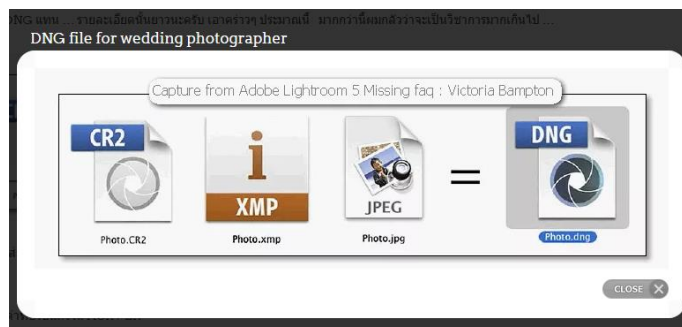 DNG แทน ... รายละเอียดนั้นยาวนะครับ เอาคร่าวๆ ประมาณนี้ มากกว่านี้ผมกลัวว่าจะเป็นวิชาการมากเกินไป ...
DNG file for wedding photographer
Capture from Adobe Lightroom 5 Missing faq : Victoria Bampton
CR2
i
XMP
JPEG
=
DNG
Photo.CR2
Photo.xmp
Photo.jpg
Photo.dng
CLOSE X